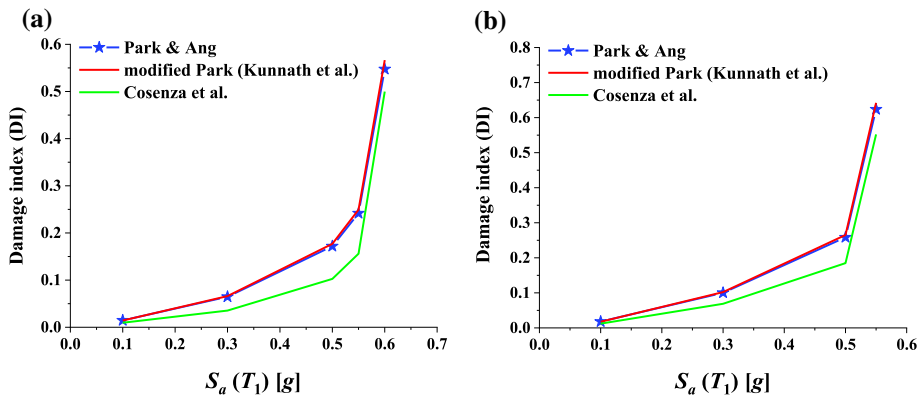 (a)
Park & Ang
modified Park (Kunnath et al.)
Cosenza et al.
Damage index (DI)
0.6
0.5
0.4
0.3
0.2
0.1
0.0
0.0 0.1 0.2 0.3 0.4 0.5 0.6 0.7
Sa (T1) [g]
(b)
Park & Ang
modified Park (Kunnath et al.)
Cosenza et al.
Damage index (DI)
0.8
0.7
0.6
0.5
0.4
0.3
0.2
0.1
0.0
0.0 0.1 0.2 0.3 0.4 0.5 0.6
Sa (T1) [g]